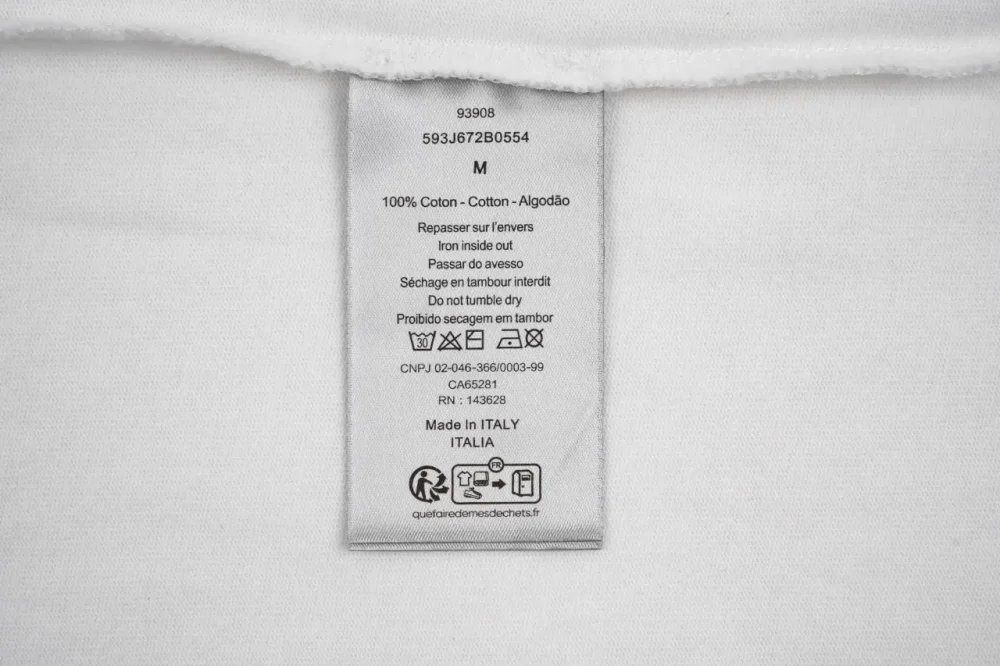 93908
593J672B0554
M
100% Coton - Cotton - Algodão
Repasser sur l'envers
Iron inside out
Passar do avesso
Séchage en tambour interdit
Do not tumble dry
Proibido secagem em tambor
30
CNPJ 02-046-366/0003-99
CA65281
RN : 143628
Made In ITALY
ITALIA
FR
quefairedemesdechets.fr